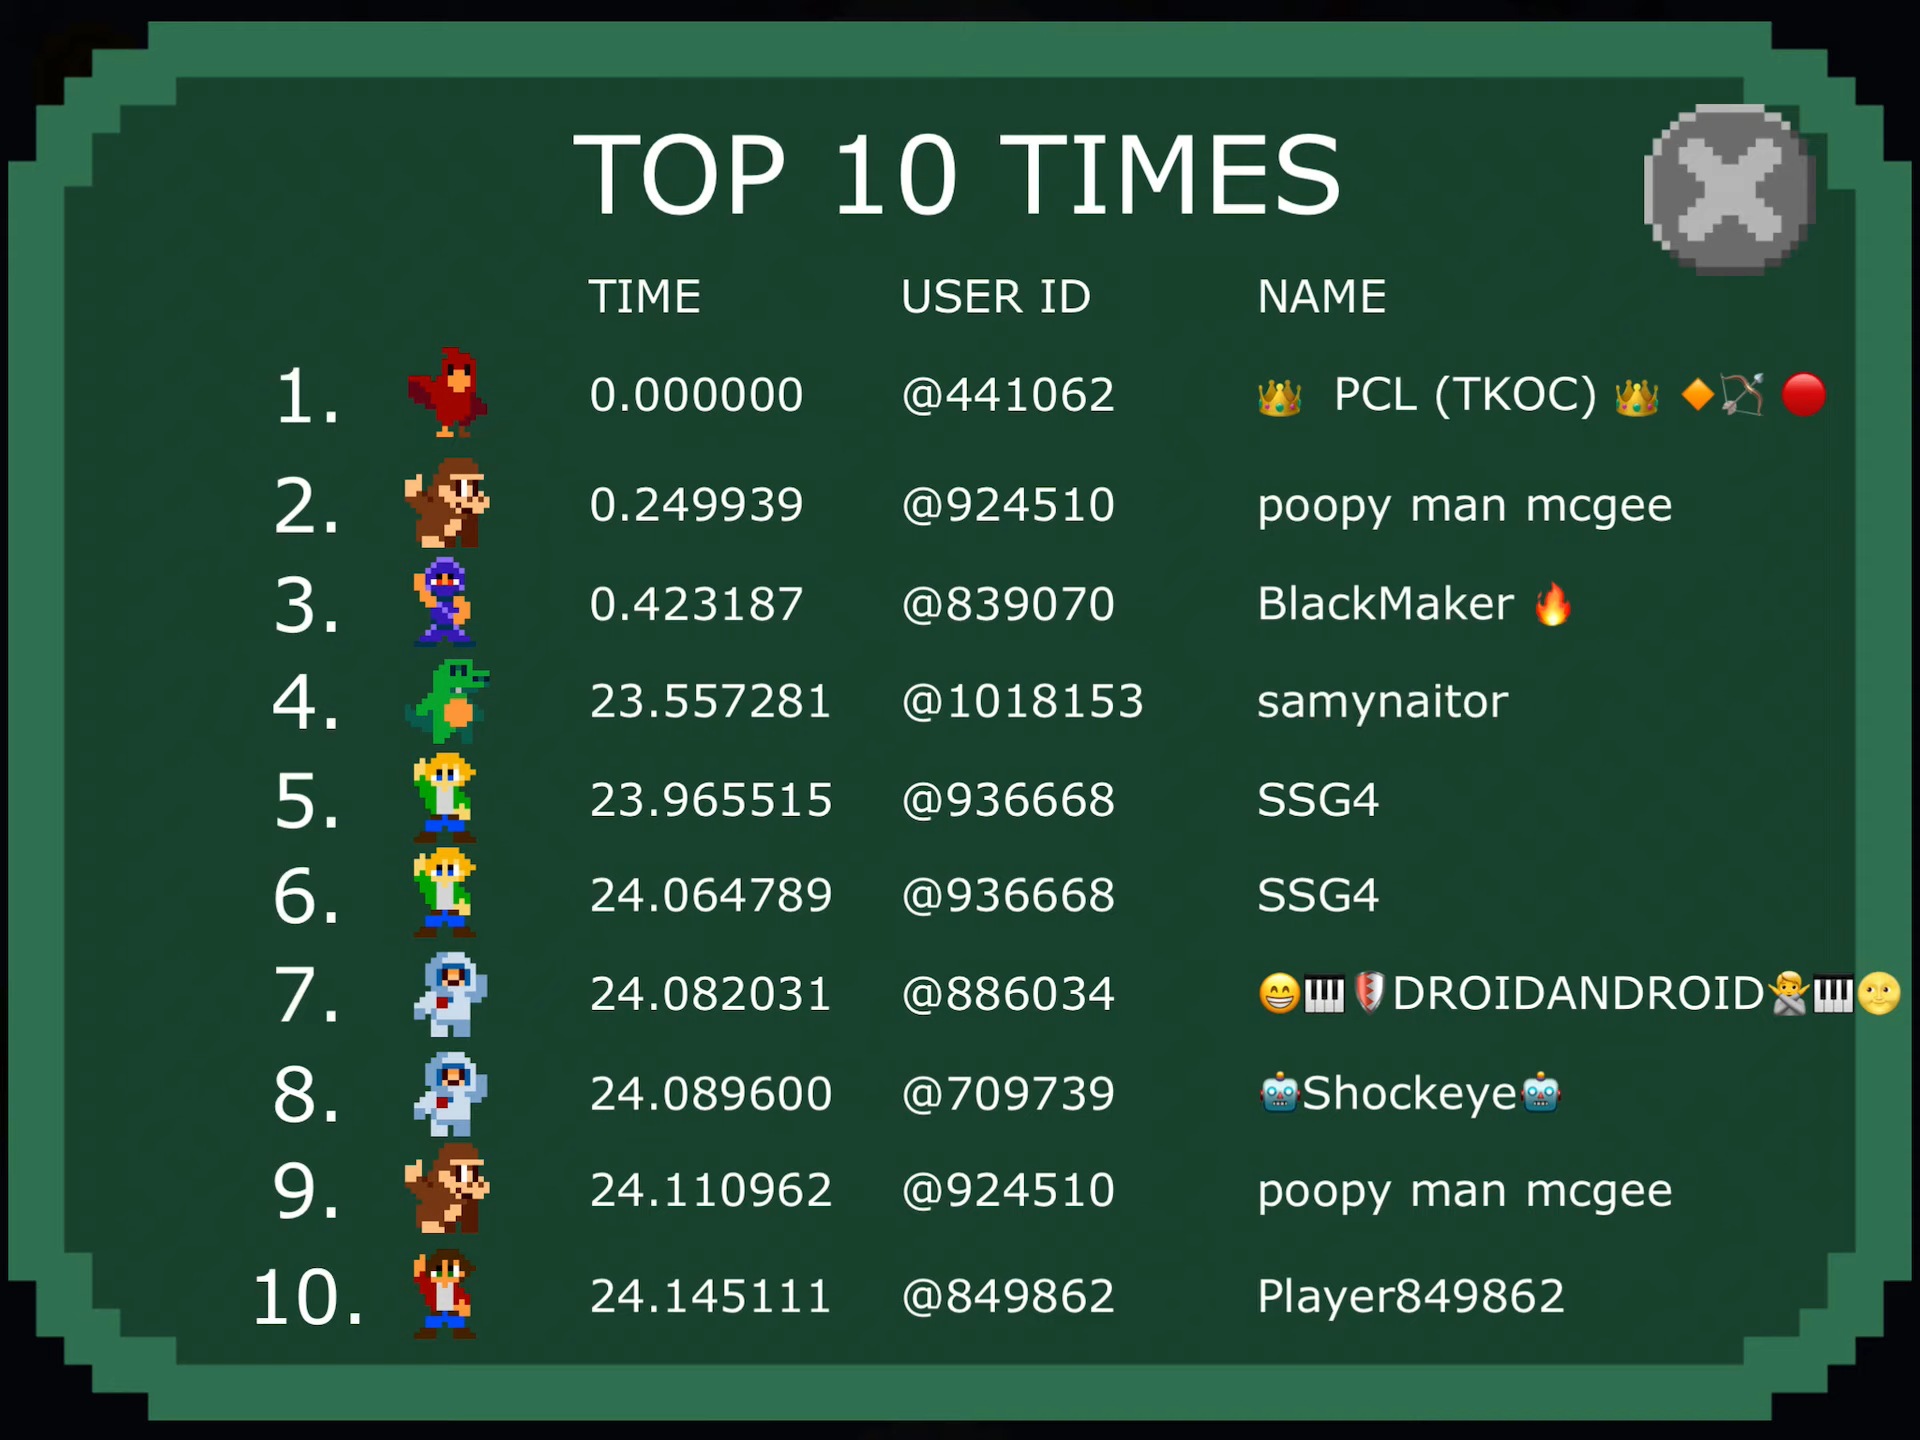 TOP 10 TIMES
TIME USER ID NAME
1. 0.000000 @441062 👑 PCL (TKOC) 👑 🔸🏹 🔴
2. 0.249939 @924510 poopy man mcgee
3. 0.423187 @839070 BlackMaker 🔥
4. 23.557281 @1018153 samynaitor
5. 23.965515 @936668 SSG4
6. 24.064789 @936668 SSG4
7. 24.082031 @886034 😁🎹🛡DROIDANDROID🙅🎹🌝
8. 24.089600 @709739 🤖Shockeye🤖
9. 24.110962 @924510 poopy man mcgee
10. 24.145111 @849862 Player849862